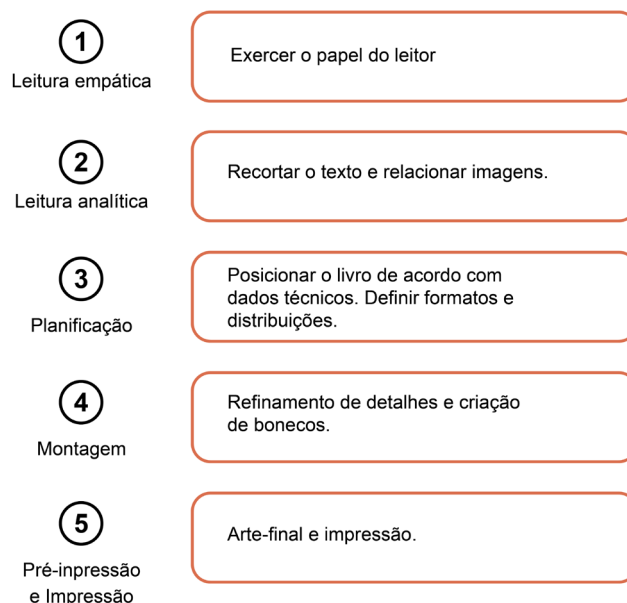 1
Leitura empática
Exercer o papel do leitor
2
Leitura analítica
Recortar o texto e relacionar imagens.
3
Planificação
Posicionar o livro de acordo com
dados técnicos. Definir formatos e
distribuições.
4
Montagem
Refinamento de detalhes e criação
de bonecos.
5
Pré-inpressão
e Impressão
Arte-final e impressão.